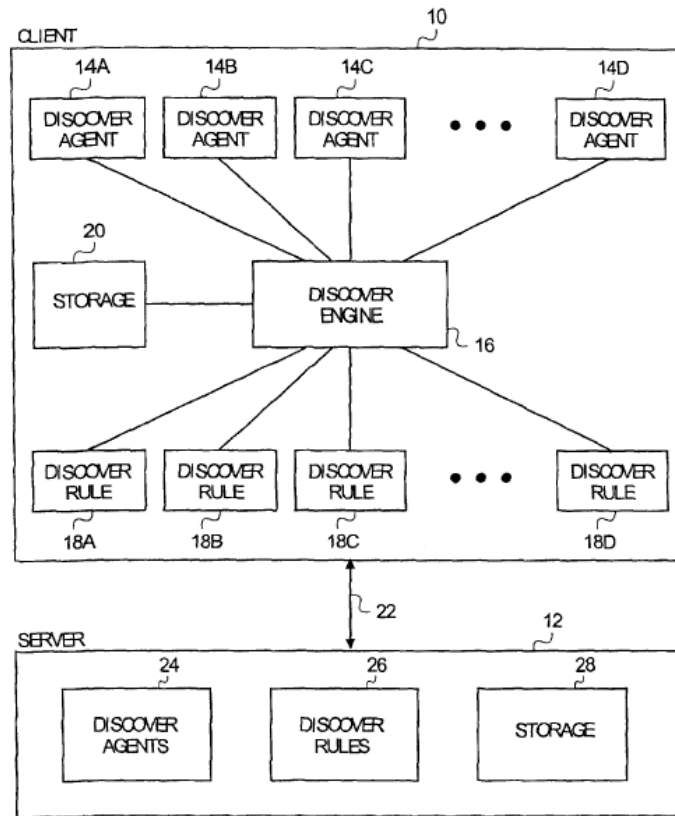 10
CLIENT
14A 14B 14C 14D
DISCOVER DISCOVER DISCOVER DISCOVER
AGENT AGENT AGENT AGENT
20
STORAGE
DISCOVER
ENGINE
16
DISCOVER DISCOVER DISCOVER DISCOVER
RULE RULE RULE RULE
18A 18B 18C 18D
22
SERVER
12
24 26 28
DISCOVER DISCOVER STORAGE
AGENTS RULES